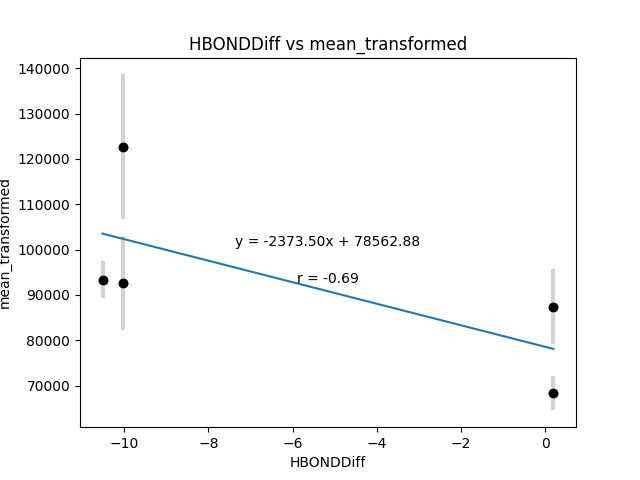 HBONDDiff vs mean_transformed
140000
130000
120000
110000
100000
90000
80000
70000
mean_transformed
y = -2373.50x + 78562.88
r = -0.69
−10
−8
−6
−4
−2
0
HBONDDiff